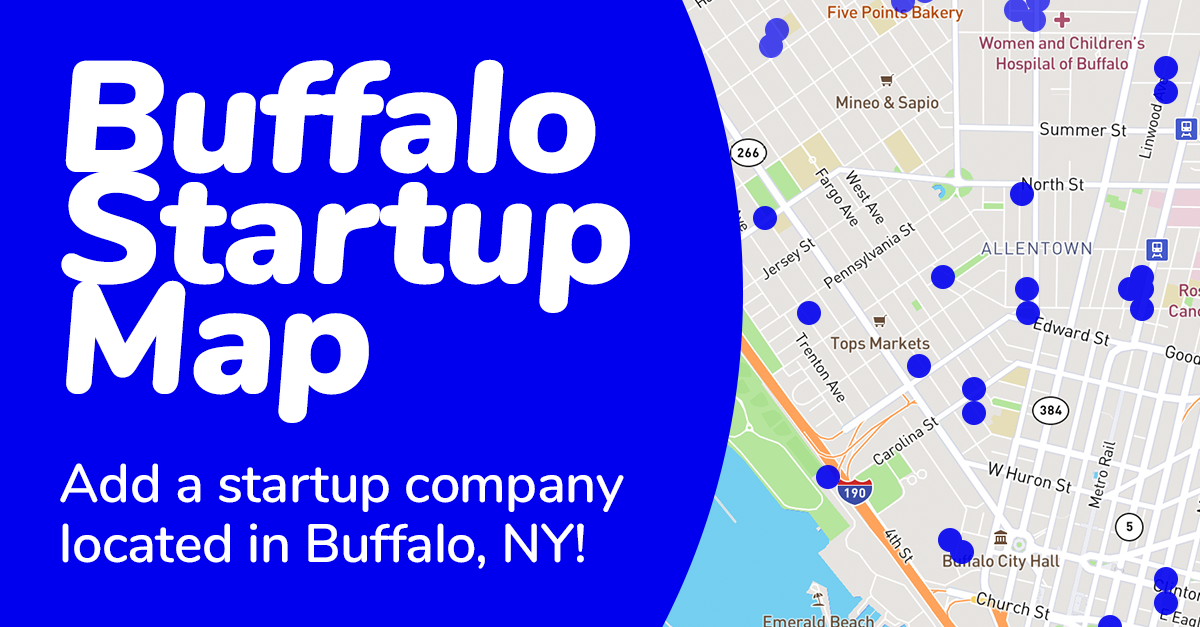 Buffalo
Startup
Map
Add a startup company
located in Buffalo, NY!
Five Points Bakery
Women and Children's
Hospital of Buffalo
Mineo & Sapio
Summer St
Linwood
266
North St
West Ave
Fargo Ave
Ave
Jersey St
Pennsylvania St
ALLENTOWN
Edward St
Tops Markets
Trenton Ave
384
Carolina St
W Huron St
Metro Rail
190
5
4th St
Buffalo City Hall
Church St
Emerald Beach